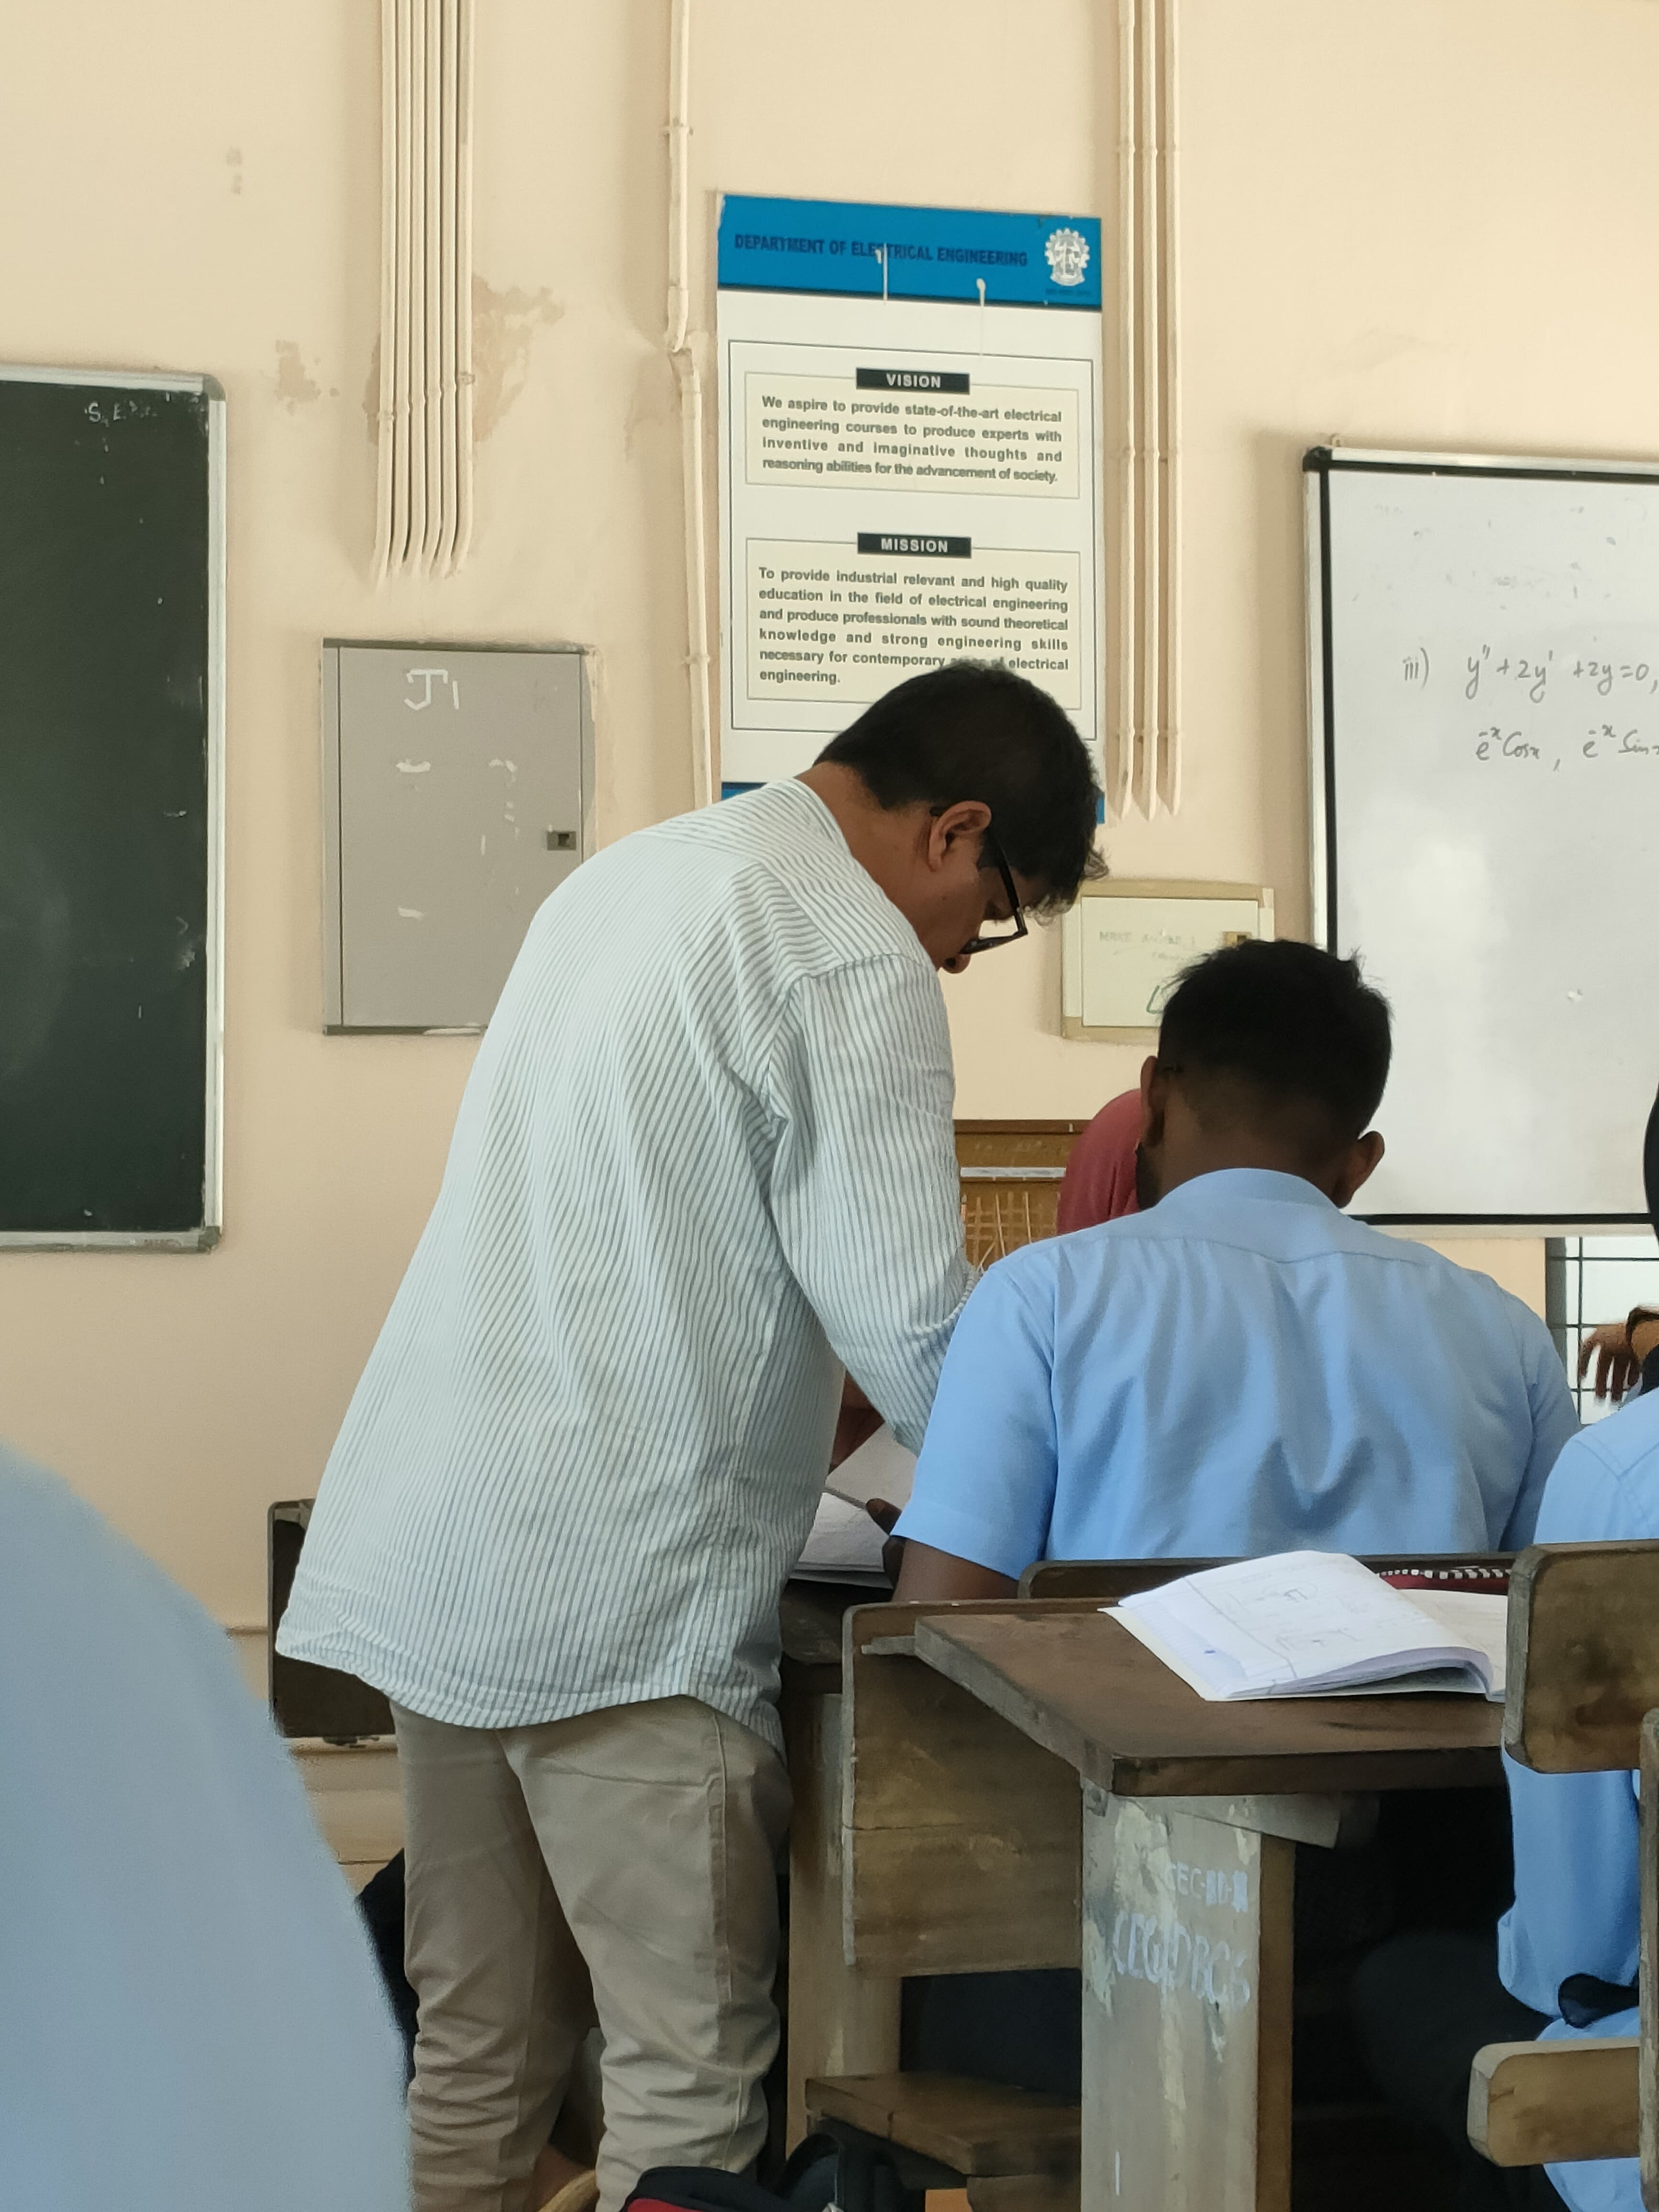 DEPARTMENT OF ELECTRICAL ENGINEERING
VISION
We aspire to provide state-of-the-art electrical
engineering courses to produce experts with
inventive and imaginative thoughts and
reasoning abilities for the advancement of society.
MISSION
To provide industrial relevant and high quality
education in the field of electrical engineering
and produce professionals with sound theoretical
knowledge and strong engineering skills
necessary for contemporary electrical
engineering.
J1
iii) y'' + 2y' + 2y = 0,
e⁻ˣ Cosx, e⁻ˣ Sin